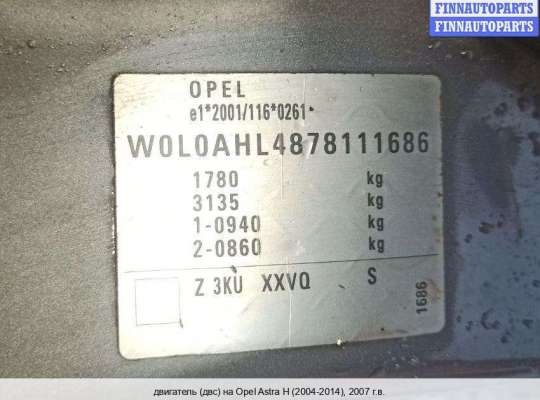 FINNAUTOPARTS
FINNAUTOPARTS
OPEL
e1*2001/116*0261*
W0L0AHL4878111686
1780 kg
3135 kg
1-0940 kg
2-0860 kg
Z 3KU XXVQ S
1686
двигатель (двс) на Opel Astra H (2004-2014), 2007 г.в.